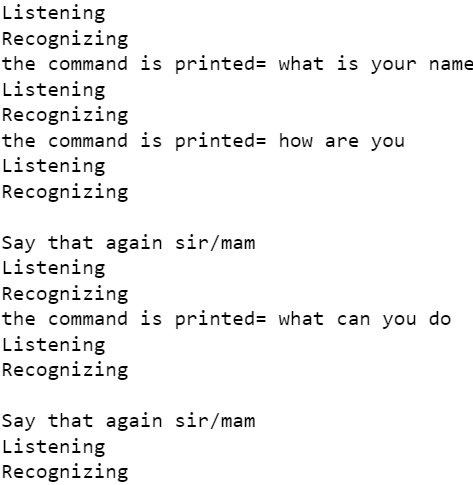 Listening
Recognizing
the command is printed= what is your name
Listening
Recognizing
the command is printed= how are you
Listening
Recognizing

Say that again sir/mam
Listening
Recognizing
the command is printed= what can you do
Listening
Recognizing

Say that again sir/mam
Listening
Recognizing